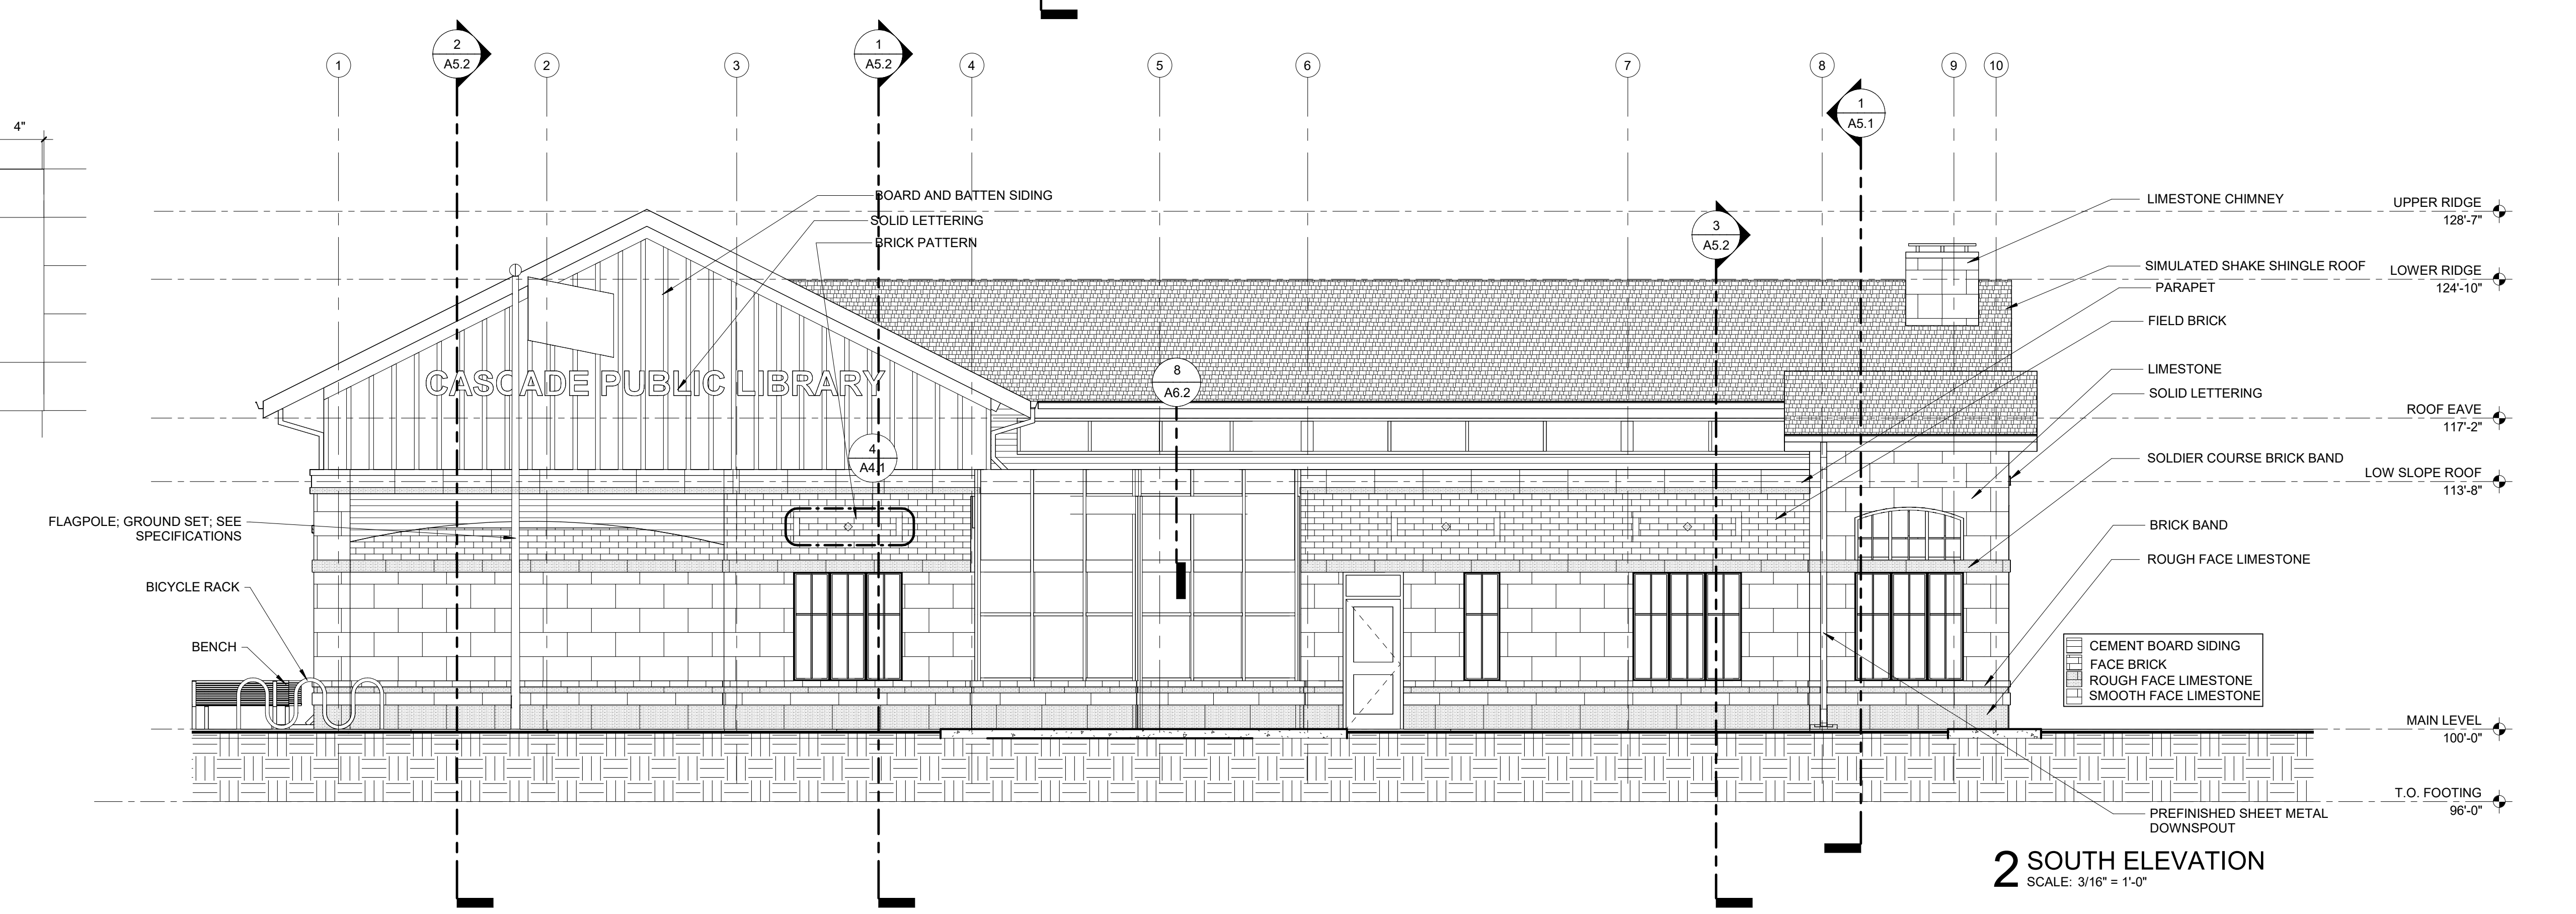 4"
1
2
A5.2
2
3
1
A5.2
4
5
6
7
8
9
10
1
A5.1
3
A5.2
8
A6.2
4
A4.1
BOARD AND BATTEN SIDING
SOLID LETTERING
BRICK PATTERN
CASCADE PUBLIC LIBRARY
FLAGPOLE; GROUND SET; SEE
SPECIFICATIONS
BICYCLE RACK
BENCH
LIMESTONE CHIMNEY
SIMULATED SHAKE SHINGLE ROOF
PARAPET
FIELD BRICK
LIMESTONE
SOLID LETTERING
SOLDIER COURSE BRICK BAND
BRICK BAND
ROUGH FACE LIMESTONE
UPPER RIDGE
128'-7"
LOWER RIDGE
124'-10"
ROOF EAVE
117'-2"
LOW SLOPE ROOF
113'-8"
CEMENT BOARD SIDING
FACE BRICK
ROUGH FACE LIMESTONE
SMOOTH FACE LIMESTONE
MAIN LEVEL
100'-0"
T.O. FOOTING
96'-0"
PREFINISHED SHEET METAL
DOWNSPOUT
2 SOUTH ELEVATION
SCALE: 3/16" = 1'-0"